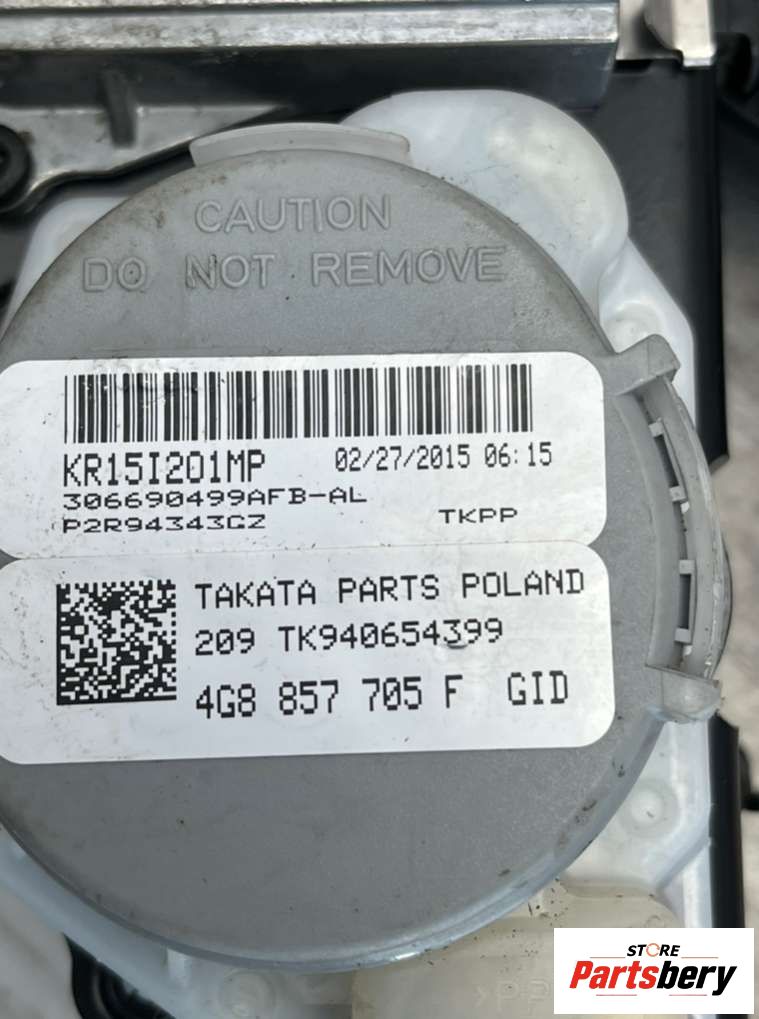 CAUTION
DO NOT REMOVE
KR15I201MP 02/27/2015 06:15
306690499AFB-AL
P2R94343GZ TKPP
TAKATA PARTS POLAND
209 TK940654399
4G8 857 705 F GID
STORE
Partsbery